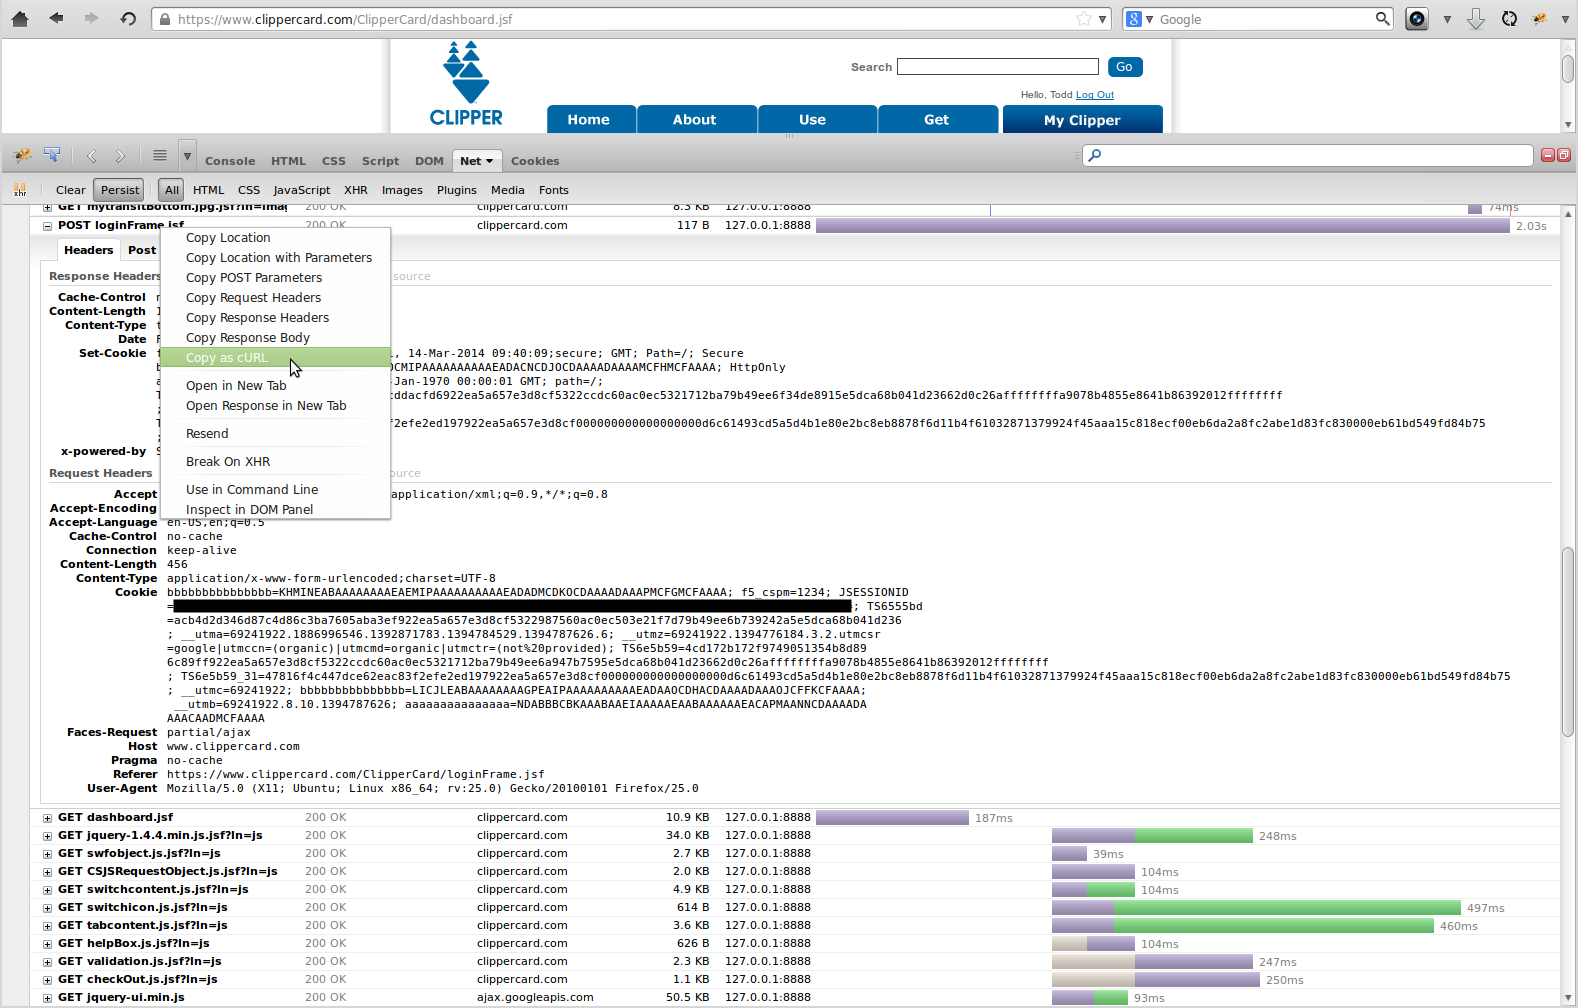 https://www.clippercard.com/ClipperCard/dashboard.jsf
8 Google
CLIPPER
Search Go
Hello, Todd Log Out
Home About Use Get My Clipper
Console HTML CSS Script DOM Net Cookies
xhr Clear Persist All HTML CSS JavaScript XHR Images Plugins Media Fonts
GET mytransitBottom.jpg.jsf?ln=imag 200 OK clippercard.com 8.3 KB 127.0.0.1:8888 74ms
POST loginFrame.jsf 200 OK clippercard.com 117 B 127.0.0.1:8888 2.03s
Headers Post
Copy Location
Copy Location with Parameters
Copy POST Parameters
Copy Request Headers
Copy Response Headers
Copy Response Body
Copy as cURL
Open in New Tab
Open Response in New Tab
Resend
Break On XHR
Use in Command Line
Inspect in DOM Panel
Response Headers source
Cache-Control
Content-Length
Content-Type
Date
Set-Cookie , 14-Mar-2014 09:40:09;secure; GMT; Path=/; Secure
CMIPAAAAAAAAAAEADACNCDJOCDAAAADAAAAMCFHMCFAAAA; HttpOnly
-Jan-1970 00:00:01 GMT; path=/;
cddacfd6922ea5a657e3d8cf5322ccdc60ac0ec5321712ba79b49ee6f34de8915e5dca68b041d23662d0c26affffffffa9078b4855e8641b86392012ffffffff
;
f2efe2ed197922ea5a657e3d8cf0000000000000000000d6c61493cd5a5d4b1e80e2bc8eb8878f6d11b4f61032871379924f45aaa15c818ecf00eb6da2a8fc2abe1d83fc830000eb61bd549fd84b75
;
x-powered-by
Request Headers ource
Accept application/xml;q=0.9,*/*;q=0.8
Accept-Encoding
Accept-Language en-US,en;q=0.5
Cache-Control no-cache
Connection keep-alive
Content-Length 456
Content-Type application/x-www-form-urlencoded;charset=UTF-8
Cookie bbbbbbbbbbbbbbb=KHMINEABAAAAAAAAEAEMIPAAAAAAAAAAEADADMCDKOCDAAAADAAAPMCFGMCFAAAA; f5_cspm=1234; JSESSIONID
= ; TS6555bd
=acb4d2d346d87c4d86c3ba7605aba3ef922ea5a657e3d8cf5322987560ac0ec503e21f7d79b49ee6b739242a5e5dca68b041d236
; __utma=69241922.1886996546.1392871783.1394784529.1394787626.6; __utmz=69241922.1394776184.3.2.utmcsr
=google|utmccn=(organic)|utmcmd=organic|utmctr=(not%20provided); TS6e5b59=4cd172b172f9749051354b8d89
6c89ff922ea5a657e3d8cf5322ccdc60ac0ec5321712ba79b49ee6a947b7595e5dca68b041d23662d0c26affffffffa9078b4855e8641b86392012ffffffff
; TS6e5b59_31=47816f4c447dce62eac83f2efe2ed197922ea5a657e3d8cf0000000000000000000d6c61493cd5a5d4b1e80e2bc8eb8878f6d11b4f61032871379924f45aaa15c818ecf00eb6da2a8fc2abe1d83fc830000eb61bd549fd84b75
; __utmc=69241922; bbbbbbbbbbbbbbb=LICJLEABAAAAAAAAGPEAIPAAAAAAAAAAEADAAOCDHACDAAAADAAAOJCFFKCFAAAA;
__utmb=69241922.8.10.1394787626; aaaaaaaaaaaaaaa=NDABBBCBKAAABAAEIAAAAAEAABAAAAAAEACAPMAANNCDAAAADA
AAACAADMCFAAAA
Faces-Request partial/ajax
Host www.clippercard.com
Pragma no-cache
Referer https://www.clippercard.com/ClipperCard/loginFrame.jsf
User-Agent Mozilla/5.0 (X11; Ubuntu; Linux x86_64; rv:25.0) Gecko/20100101 Firefox/25.0
GET dashboard.jsf 200 OK clippercard.com 10.9 KB 127.0.0.1:8888 187ms
GET jquery-1.4.4.min.js.jsf?ln=js 200 OK clippercard.com 34.0 KB 127.0.0.1:8888 248ms
GET swfobject.js.jsf?ln=js 200 OK clippercard.com 2.7 KB 127.0.0.1:8888 39ms
GET CSJSRequestObject.js.jsf?ln=js 200 OK clippercard.com 2.0 KB 127.0.0.1:8888 104ms
GET switchcontent.js.jsf?ln=js 200 OK clippercard.com 4.9 KB 127.0.0.1:8888 104ms
GET switchicon.js.jsf?ln=js 200 OK clippercard.com 614 B 127.0.0.1:8888 497ms
GET tabcontent.js.jsf?ln=js 200 OK clippercard.com 3.6 KB 127.0.0.1:8888 460ms
GET helpBox.js.jsf?ln=js 200 OK clippercard.com 626 B 127.0.0.1:8888 104ms
GET validation.js.jsf?ln=js 200 OK clippercard.com 2.3 KB 127.0.0.1:8888 247ms
GET checkOut.js.jsf?ln=js 200 OK clippercard.com 1.1 KB 127.0.0.1:8888 250ms
GET jquery-ui.min.js 200 OK ajax.googleapis.com 50.5 KB 127.0.0.1:8888 93ms